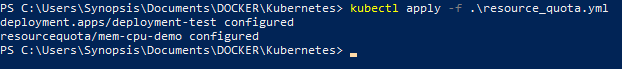 PS C:\Users\Synopsis\Documents\DOCKER\Kubernetes> kubectl apply -f .\resource_quota.yml
deployment.apps/deployment-test configured
resourcequota/mem-cpu-demo configured
PS C:\Users\Synopsis\Documents\DOCKER\Kubernetes>